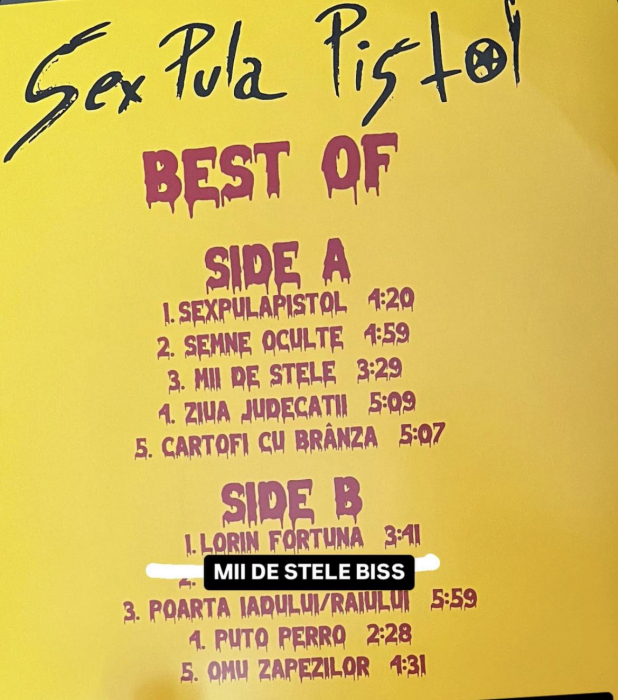 Sex Pula Pistol
BEST OF
SIDE A
1. SEXPULAPISTOL 4:20
2. SEMNE OCULTE 4:59
3. MII DE STELE 3:29
4. ZIUA JUDECATII 5:09
5. CARTOFI CU BRÂNZA 5:07
SIDE B
1. LORIN FORTUNA 3:41
2. MII DE STELE BISS
3. POARTA IADULUI/RAIULUI 5:59
4. PUTO PERRO 2:28
5. OMU ZAPEZILOR 4:31